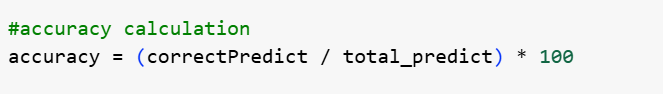 #accuracy calculation
accuracy = (correctPredict / total_predict) * 100